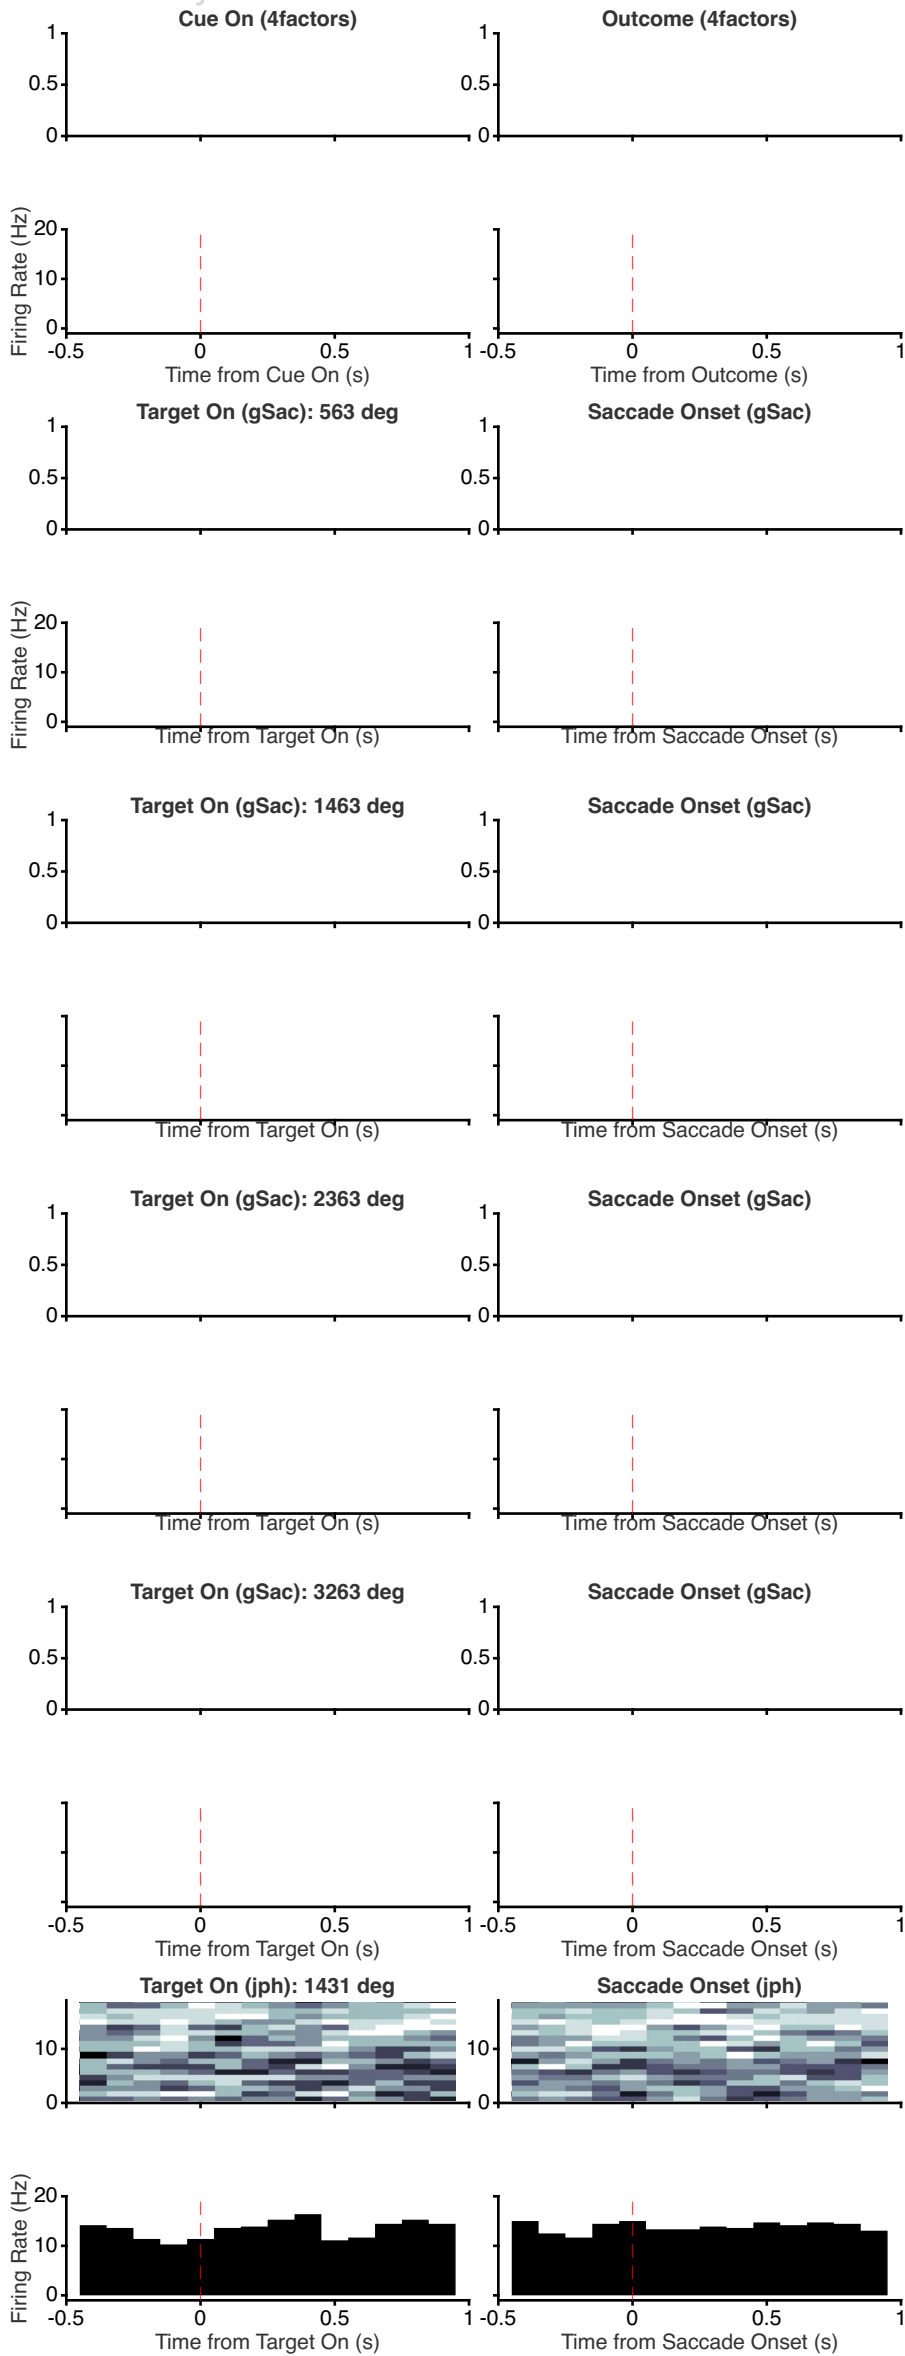 Cue On (4factors) Outcome (4factors)
1 1
0.5 0.5
0 0
Firing Rate (Hz)
20
10
0
-0.5 0 0.5 1 -0.5 0 0.5 1
Time from Cue On (s) Time from Outcome (s)
Target On (gSac): 563 deg Saccade Onset (gSac)
1 1
0.5 0.5
0 0
Firing Rate (Hz)
20
10
0
Time from Target On (s) Time from Saccade Onset (s)
Target On (gSac): 1463 deg Saccade Onset (gSac)
1 1
0.5 0.5
0 0
Time from Target On (s) Time from Saccade Onset (s)
Target On (gSac): 2363 deg Saccade Onset (gSac)
1 1
0.5 0.5
0 0
Time from Target On (s) Time from Saccade Onset (s)
Target On (gSac): 3263 deg Saccade Onset (gSac)
1 1
0.5 0.5
0 0
-0.5 0 0.5 1 -0.5 0 0.5 1
Time from Target On (s) Time from Saccade Onset (s)
Target On (jph): 1431 deg Saccade Onset (jph)
10 10
0 0
Firing Rate (Hz)
20
10
0
-0.5 0 0.5 1 -0.5 0 0.5 1
Time from Target On (s) Time from Saccade Onset (s)